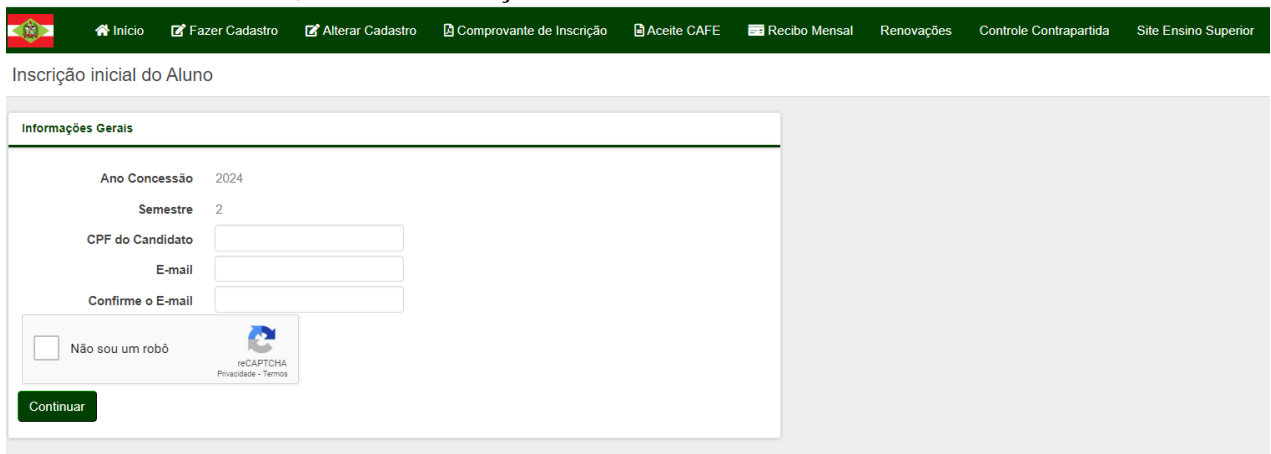 Início Fazer Cadastro Alterar Cadastro Comprovante de Inscrição Aceite CAFE Recibo Mensal Renovações Controle Contrapartida Site Ensino Superior
Inscrição inicial do Aluno
Informações Gerais
Ano Concessão 2024
Semestre 2
CPF do Candidato
E-mail
Confirme o E-mail
Não sou um robô
reCAPTCHA
Privacidade - Termos
Continuar